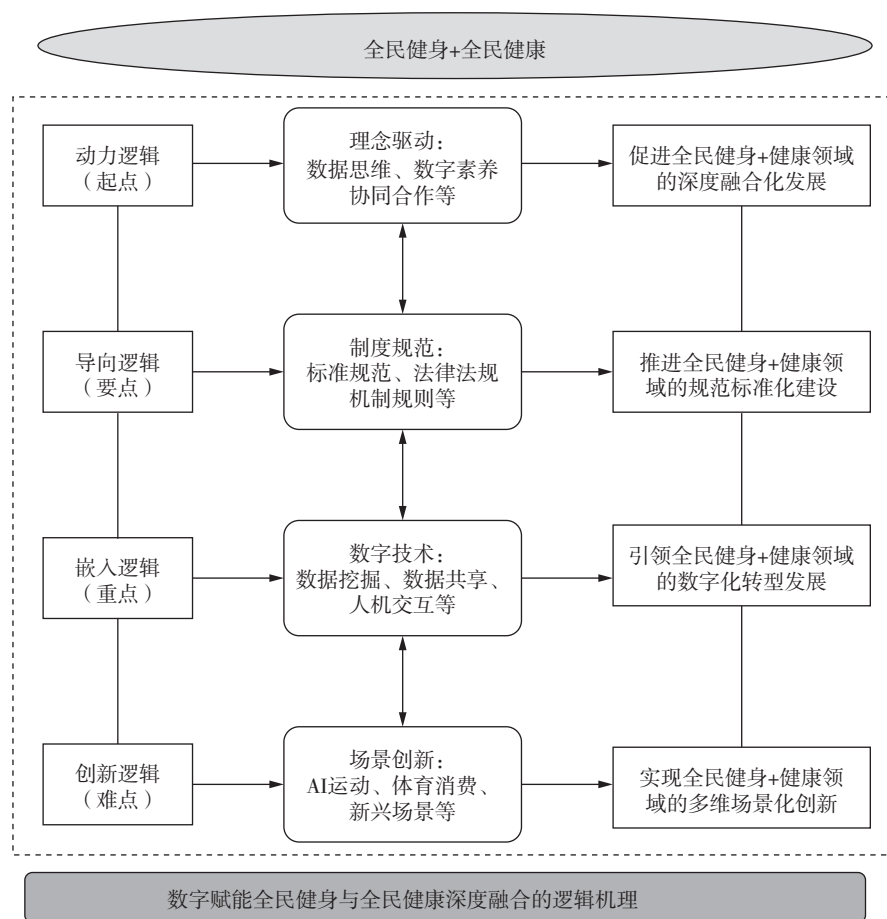 全民健身+全民健康
动力逻辑
（起点）
理念驱动：
数据思维、数字素养
协同合作等
促进全民健身+健康领域
的深度融合化发展
导向逻辑
（要点）
制度规范：
标准规范、法律法规
机制规则等
推进全民健身+健康领
域的规范标准化建设
嵌入逻辑
（重点）
数字技术：
数据挖掘、数据共享、
人机交互等
引领全民健身+健康领域
的数字化转型发展
创新逻辑
（难点）
场景创新：
AI运动、体育消费、
新兴场景等
实现全民健身+健康领
域的多维场景化创新
数字赋能全民健身与全民健康深度融合的逻辑机理